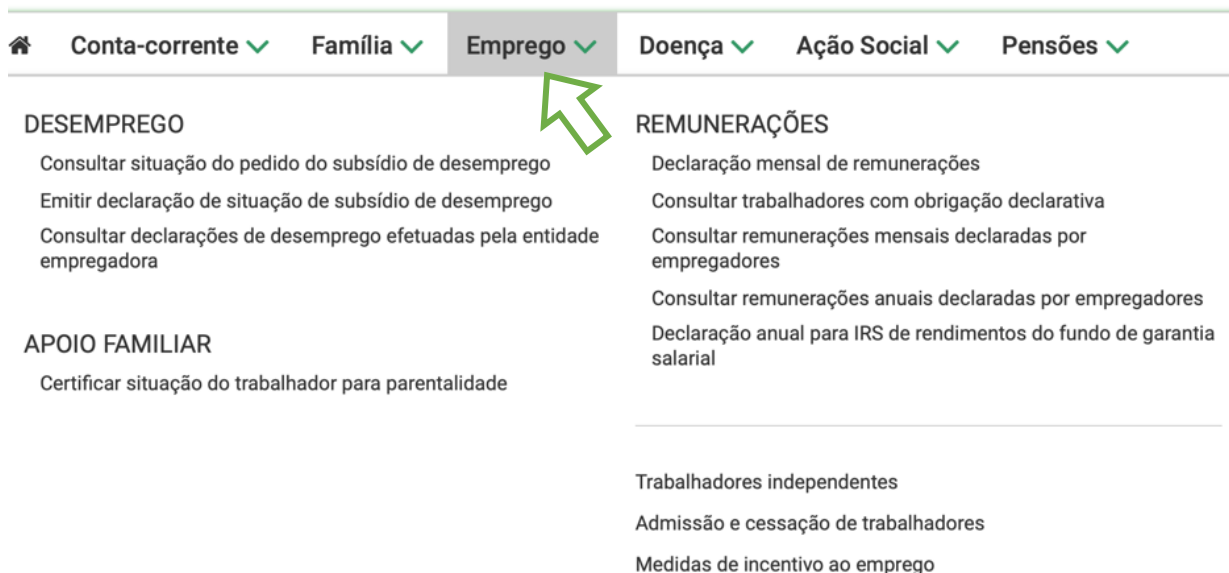 Conta-corrente Família Emprego Doença Ação Social Pensões
DESEMPREGO
Consultar situação do pedido do subsídio de desemprego
Emitir declaração de situação de subsídio de desemprego
Consultar declarações de desemprego efetuadas pela entidade
empregadora
APOIO FAMILIAR
Certificar situação do trabalhador para parentalidade
REMUNERAÇÕES
Declaração mensal de remunerações
Consultar trabalhadores com obrigação declarativa
Consultar remunerações mensais declaradas por
empregadores
Consultar remunerações anuais declaradas por empregadores
Declaração anual para IRS de rendimentos do fundo de garantia
salarial
Trabalhadores independentes
Admissão e cessação de trabalhadores
Medidas de incentivo ao emprego